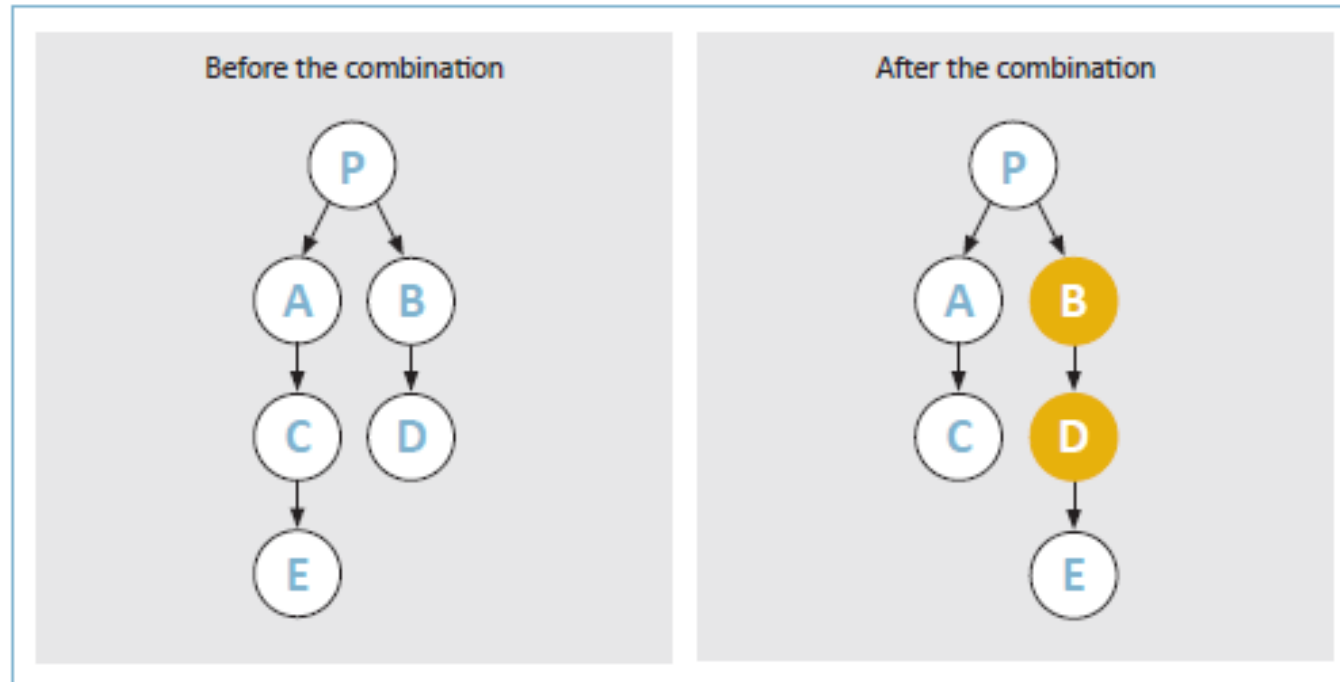 Before the combination
P
A B
C D
E
After the combination
P
A B
C D
E